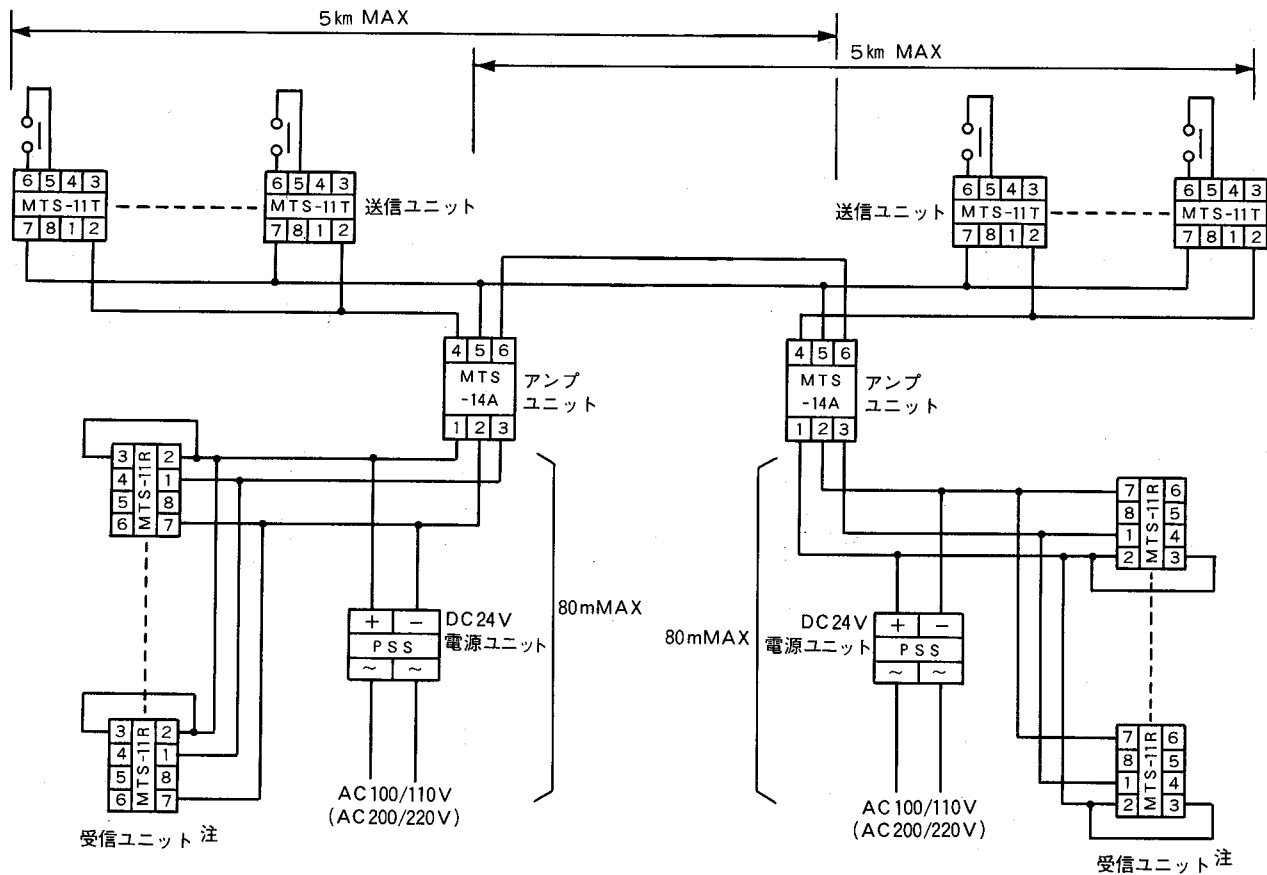 5km MAX
5km MAX
6 5 4 3
MTS-11T
7 8 1 2
6 5 4 3
MTS-11T
7 8 1 2
送信ユニット
送信ユニット
6 5 4 3
MTS-11T
7 8 1 2
6 5 4 3
MTS-11T
7 8 1 2
4 5 6
MTS
-14A
1 2 3
アンプ
ユニット
4 5 6
MTS
-14A
1 2 3
アンプ
ユニット
3 2
4 1
5 8
6 7
MTS-11R
3 2
4 1
5 8
6 7
MTS-11R
受信ユニット 注
+ −
PSS
~ ~
DC24V
電源ユニット
AC100/110V
(AC200/220V)
80mMAX
80mMAX
DC24V
電源ユニット
+ −
PSS
~ ~
AC100/110V
(AC200/220V)
7 6
8 5
1 4
2 3
MTS-11R
7 6
8 5
1 4
2 3
MTS-11R
受信ユニット 注